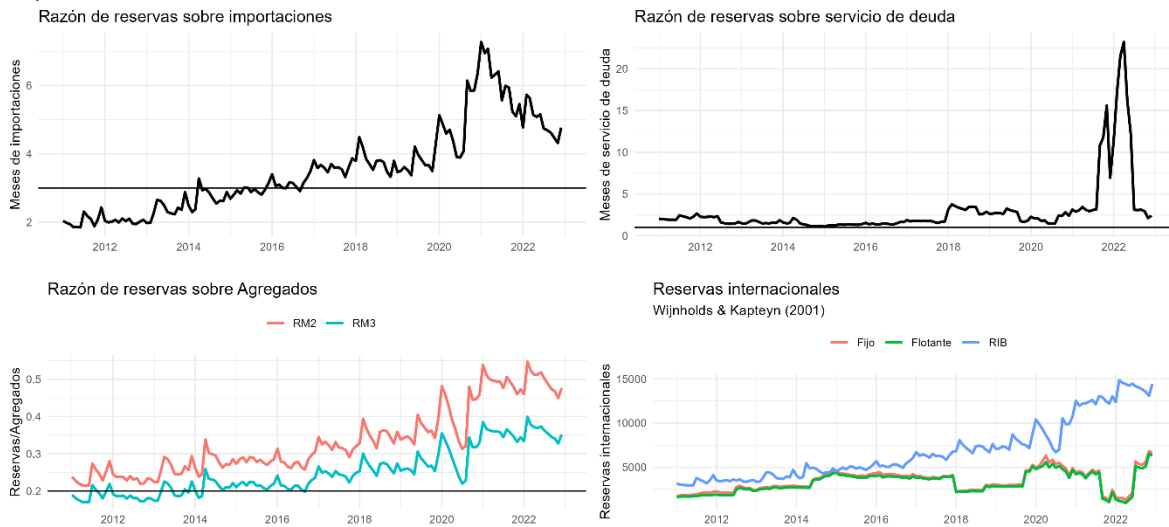 Razón de reservas sobre importaciones
Meses de importaciones
6
4
2
2012 2014 2016 2018 2020 2022
Razón de reservas sobre servicio de deuda
Meses de servicio de deuda
20
15
10
5
0
2012 2014 2016 2018 2020 2022
Razón de reservas sobre Agregados
RM2 RM3
Reservas/Agregados
0.5
0.4
0.3
0.2
2012 2014 2016 2018 2020 2022
Reservas internacionales
Wijnholds & Kapteyn (2001)
Fijo Flotante RIB
Reservas internacionales
15000
10000
5000
2012 2014 2016 2018 2020 2022